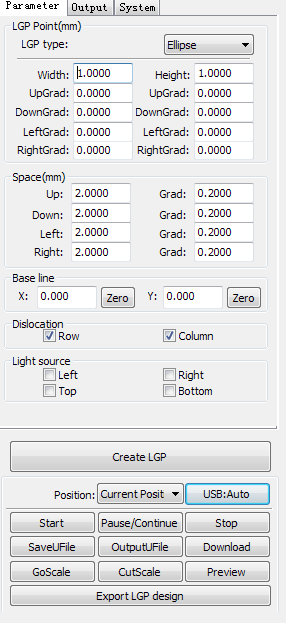 Parameter Output System
LGP Point(mm)
LGP type: Ellipse
Width: 1.0000 Height: 1.0000
UpGrad: 0.0000 UpGrad: 0.0000
DownGrad: 0.0000 DownGrad: 0.0000
LeftGrad: 0.0000 LeftGrad: 0.0000
RightGrad: 0.0000 RightGrad: 0.0000
Space(mm)
Up: 2.0000 Grad: 0.2000
Down: 2.0000 Grad: 0.2000
Left: 2.0000 Grad: 0.2000
Right: 2.0000 Grad: 0.2000
Base line
X: 0.000 Zero Y: 0.000 Zero
Dislocation
Row Column
Light source
Left Right
Top Bottom
Create LGP
Position: Current Posit USB:Auto
Start Pause/Continue Stop
SaveUFile OutputUFile Download
GoScale CutScale Preview
Export LGP design